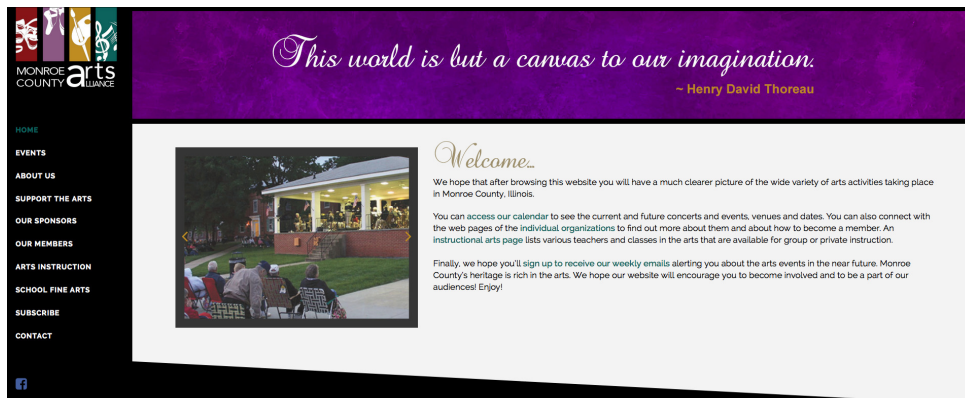 MONROE
COUNTY arts
ALLIANCE
This world is but a canvas to our imagination.
~ Henry David Thoreau
HOME
EVENTS
ABOUT US
SUPPORT THE ARTS
OUR SPONSORS
OUR MEMBERS
ARTS INSTRUCTION
SCHOOL FINE ARTS
SUBSCRIBE
CONTACT
Welcome...
We hope that after browsing this website you will have a much clearer picture of the wide variety of arts activities taking place
in Monroe County, Illinois.
You can access our calendar to see the current and future concerts and events, venues and dates. You can also connect with
the web pages of the individual organizations to find out more about them and about how to become a member. An
instructional arts page lists various teachers and classes in the arts that are available for group or private instruction.
Finally, we hope you'll sign up to receive our weekly emails alerting you about the arts events in the near future. Monroe
County's heritage is rich in the arts. We hope our website will encourage you to become involved and to be a part of our
audiences! Enjoy!